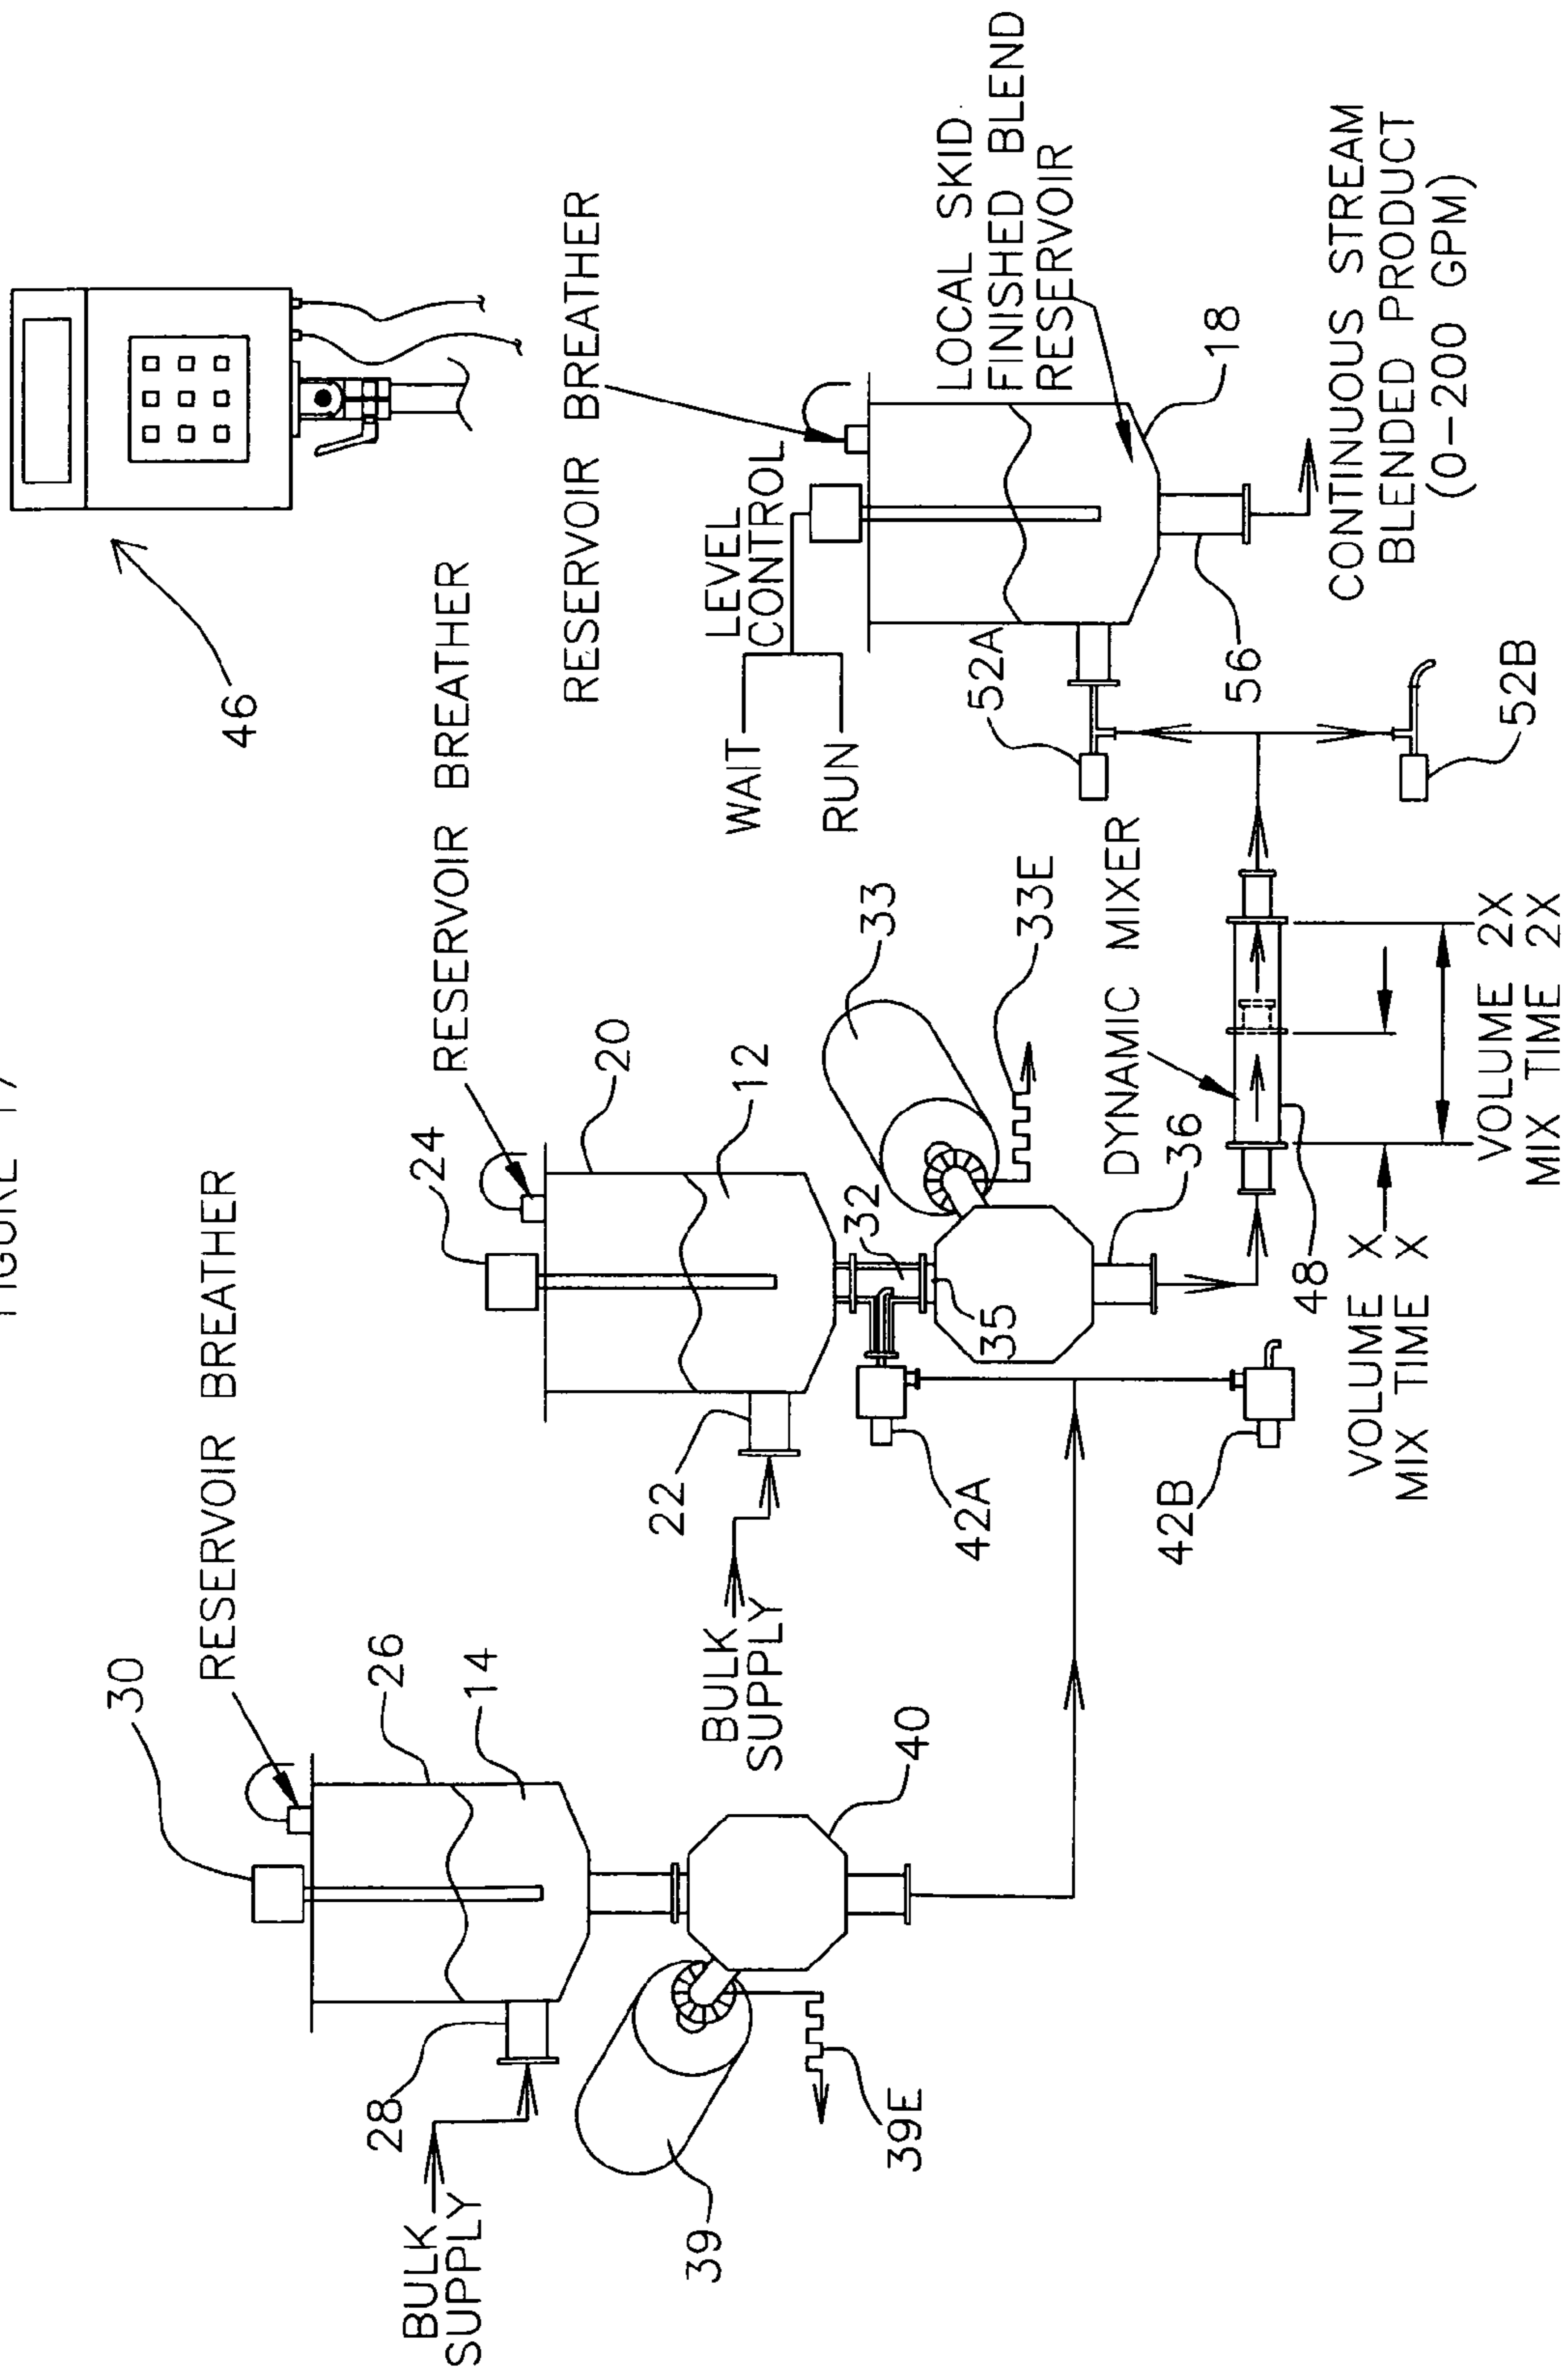 FIGURE 17
46
30
RESERVOIR BREATHER
26
14
BULK
SUPPLY
28
39
39E
40
24
RESERVOIR BREATHER
20
12
22
BULK
SUPPLY
32
33
33E
35
36
42A
42B
RESERVOIR BREATHER
LEVEL
CONTROL
WAIT
RUN
LOCAL SKID
FINISHED BLEND
RESERVOIR
52A
18
56
52B
DYNAMIC MIXER
48
CONTINUOUS STREAM
BLENDED PRODUCT
(0-200 GPM)
VOLUME X
MIX TIME X
VOLUME 2X
MIX TIME 2X